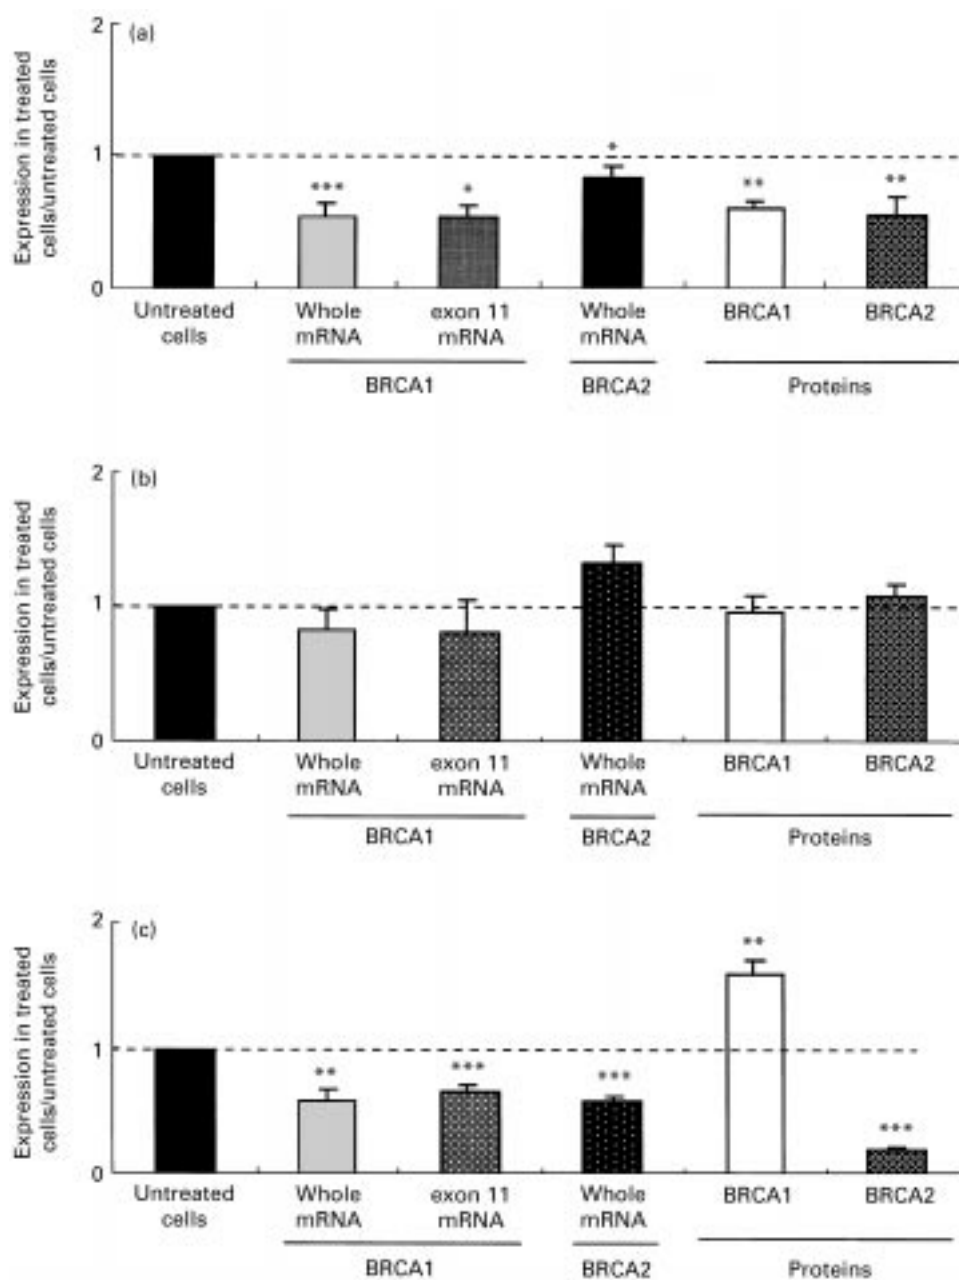 2
(a)
Expression in treated
cells/untreated cells
1
***
*
*
**
**
0
Untreated
cells
Whole
mRNA
exon 11
mRNA
Whole
mRNA
BRCA1
BRCA2
BRCA1
BRCA2
Proteins
2
(b)
Expression in treated
cells/untreated cells
1
0
Untreated
cells
Whole
mRNA
exon 11
mRNA
Whole
mRNA
BRCA1
BRCA2
BRCA1
BRCA2
Proteins
2
(c)
Expression in treated
cells/untreated cells
**
1
**
***
***
***
0
Untreated
cells
Whole
mRNA
exon 11
mRNA
Whole
mRNA
BRCA1
BRCA2
BRCA1
BRCA2
Proteins